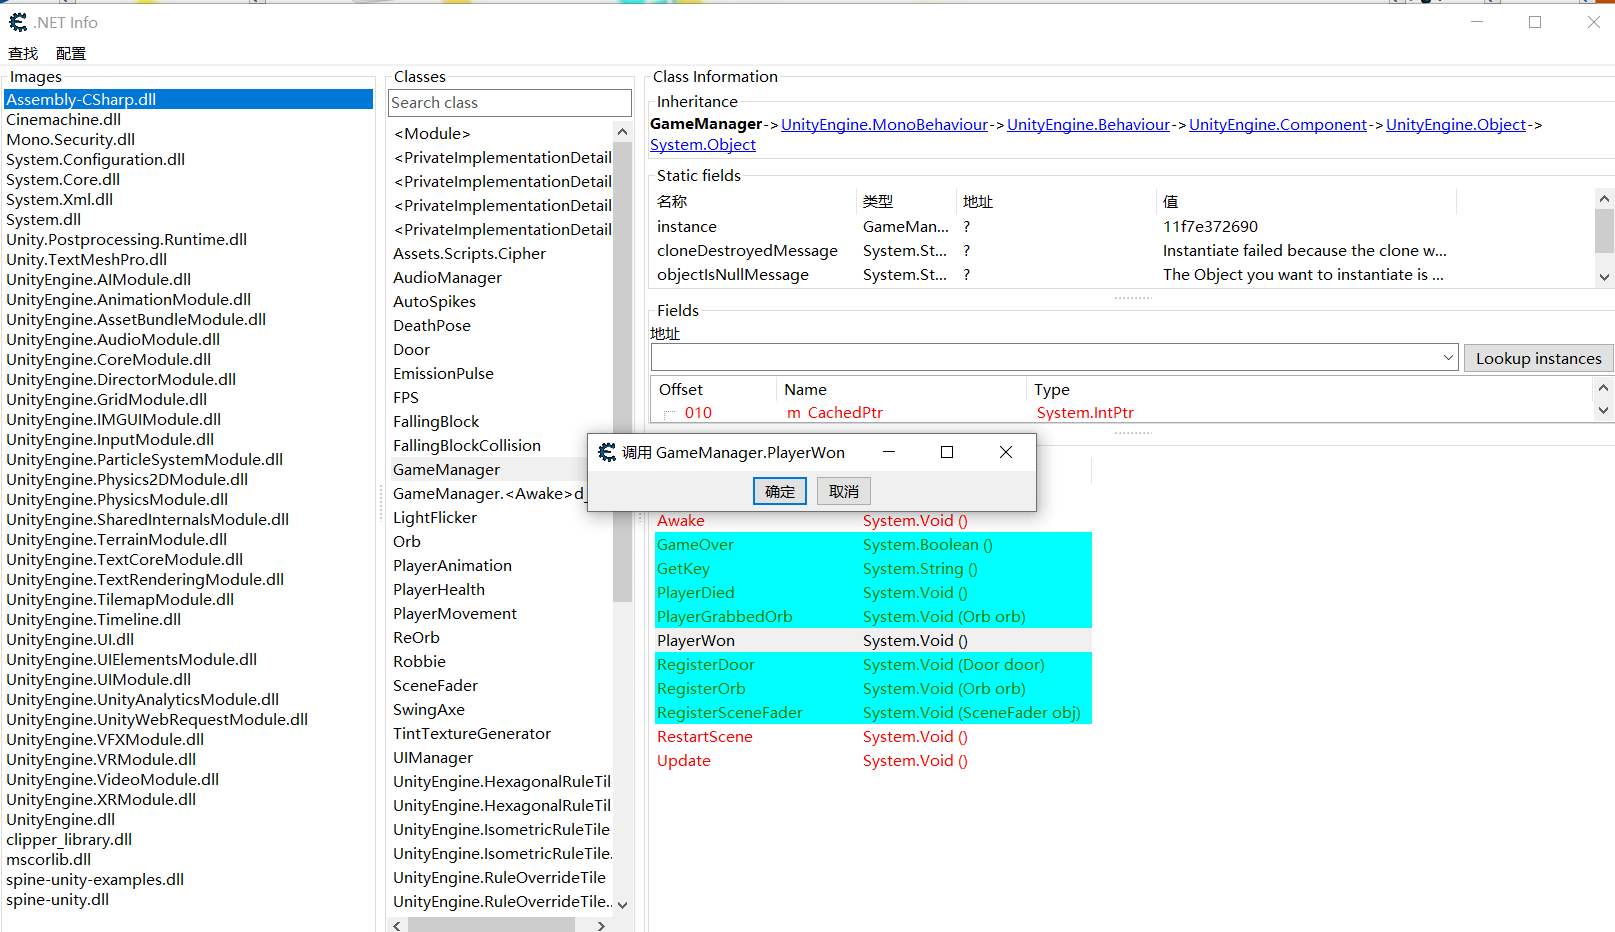 .NET Info
查找 配置
Images
Assembly-CSharp.dll
Cinemachine.dll
Mono.Security.dll
System.Configuration.dll
System.Core.dll
System.Xml.dll
System.dll
Unity.Postprocessing.Runtime.dll
Unity.TextMeshPro.dll
UnityEngine.AIModule.dll
UnityEngine.AnimationModule.dll
UnityEngine.AssetBundleModule.dll
UnityEngine.AudioModule.dll
UnityEngine.CoreModule.dll
UnityEngine.DirectorModule.dll
UnityEngine.GridModule.dll
UnityEngine.IMGUIModule.dll
UnityEngine.InputModule.dll
UnityEngine.ParticleSystemModule.dll
UnityEngine.Physics2DModule.dll
UnityEngine.PhysicsModule.dll
UnityEngine.SharedInternalsModule.dll
UnityEngine.TerrainModule.dll
UnityEngine.TextCoreModule.dll
UnityEngine.TextRenderingModule.dll
UnityEngine.TilemapModule.dll
UnityEngine.Timeline.dll
UnityEngine.UI.dll
UnityEngine.UIElementsModule.dll
UnityEngine.UIModule.dll
UnityEngine.UnityAnalyticsModule.dll
UnityEngine.UnityWebRequestModule.dll
UnityEngine.VFXModule.dll
UnityEngine.VRModule.dll
UnityEngine.VideoModule.dll
UnityEngine.XRModule.dll
UnityEngine.dll
clipper_library.dll
mscorlib.dll
spine-unity-examples.dll
spine-unity.dll
Classes
Search class
<Module>
<PrivateImplementationDetail
<PrivateImplementationDetail
<PrivateImplementationDetail
<PrivateImplementationDetail
Assets.Scripts.Cipher
AudioManager
AutoSpikes
DeathPose
Door
EmissionPulse
FPS
FallingBlock
FallingBlockCollision
GameManager
GameManager.<Awake>d_
LightFlicker
Orb
PlayerAnimation
PlayerHealth
PlayerMovement
ReOrb
Robbie
SceneFader
SwingAxe
TintTextureGenerator
UIManager
UnityEngine.HexagonalRuleTil
UnityEngine.HexagonalRuleTil
UnityEngine.IsometricRuleTile
UnityEngine.IsometricRuleTile.
UnityEngine.RuleOverrideTile
UnityEngine.RuleOverrideTile..
Class Information
Inheritance
GameManager->UnityEngine.MonoBehaviour->UnityEngine.Behaviour->UnityEngine.Component->UnityEngine.Object->
System.Object
Static fields
名称 类型 地址 值
instance GameMan... ? 11f7e372690
cloneDestroyedMessage System.St... ? Instantiate failed because the clone w...
objectIsNullMessage System.St... ? The Object you want to instantiate is ...
Fields
地址
Lookup instances
Offset Name Type
010 m_CachedPtr System.IntPtr
调用 GameManager.PlayerWon
确定 取消
Awake System.Void ()
GameOver System.Boolean ()
GetKey System.String ()
PlayerDied System.Void ()
PlayerGrabbedOrb System.Void (Orb orb)
PlayerWon System.Void ()
RegisterDoor System.Void (Door door)
RegisterOrb System.Void (Orb orb)
RegisterSceneFader System.Void (SceneFader obj)
RestartScene System.Void ()
Update System.Void ()